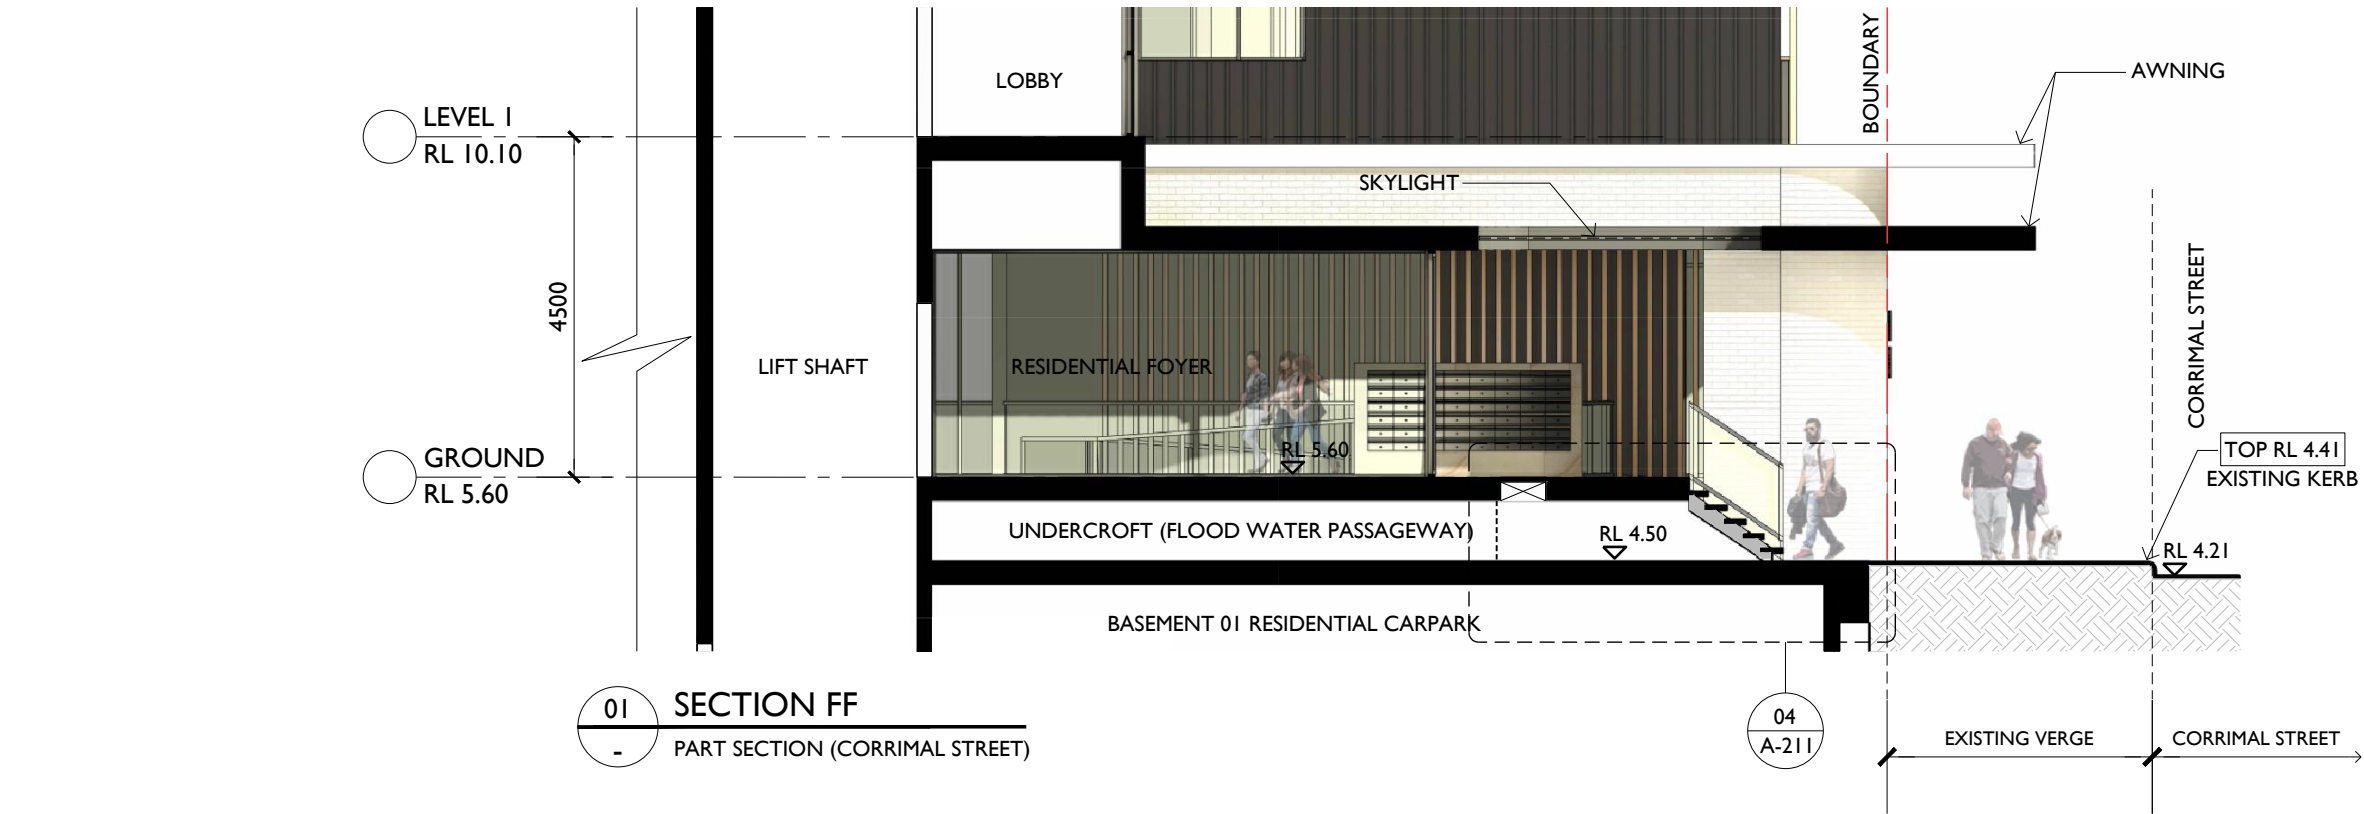 BOUNDARY
AWNING
LOBBY
LEVEL 1
RL 10.10
SKYLIGHT
4500
CORRIMAL STREET
LIFT SHAFT
RESIDENTIAL FOYER
RL 5.60
GROUND
RL 5.60
TOP RL 4.41
EXISTING KERB
UNDERCROFT (FLOOD WATER PASSAGEWAY)
RL 4.50
RL 4.21
BASEMENT 01 RESIDENTIAL CARPARK
01
-
SECTION FF
PART SECTION (CORRIMAL STREET)
04
A-211
EXISTING VERGE
CORRIMAL STREET